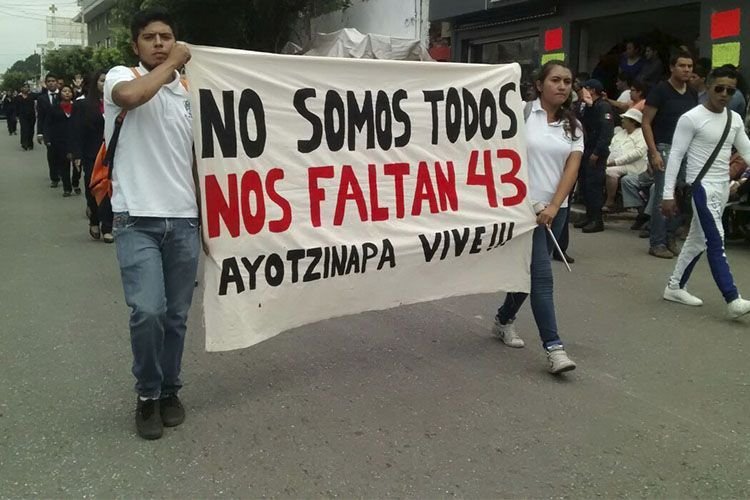 NO SOMOS TODOS
NOS FALTAN 43
AYOTZINAPA VIVE!!!